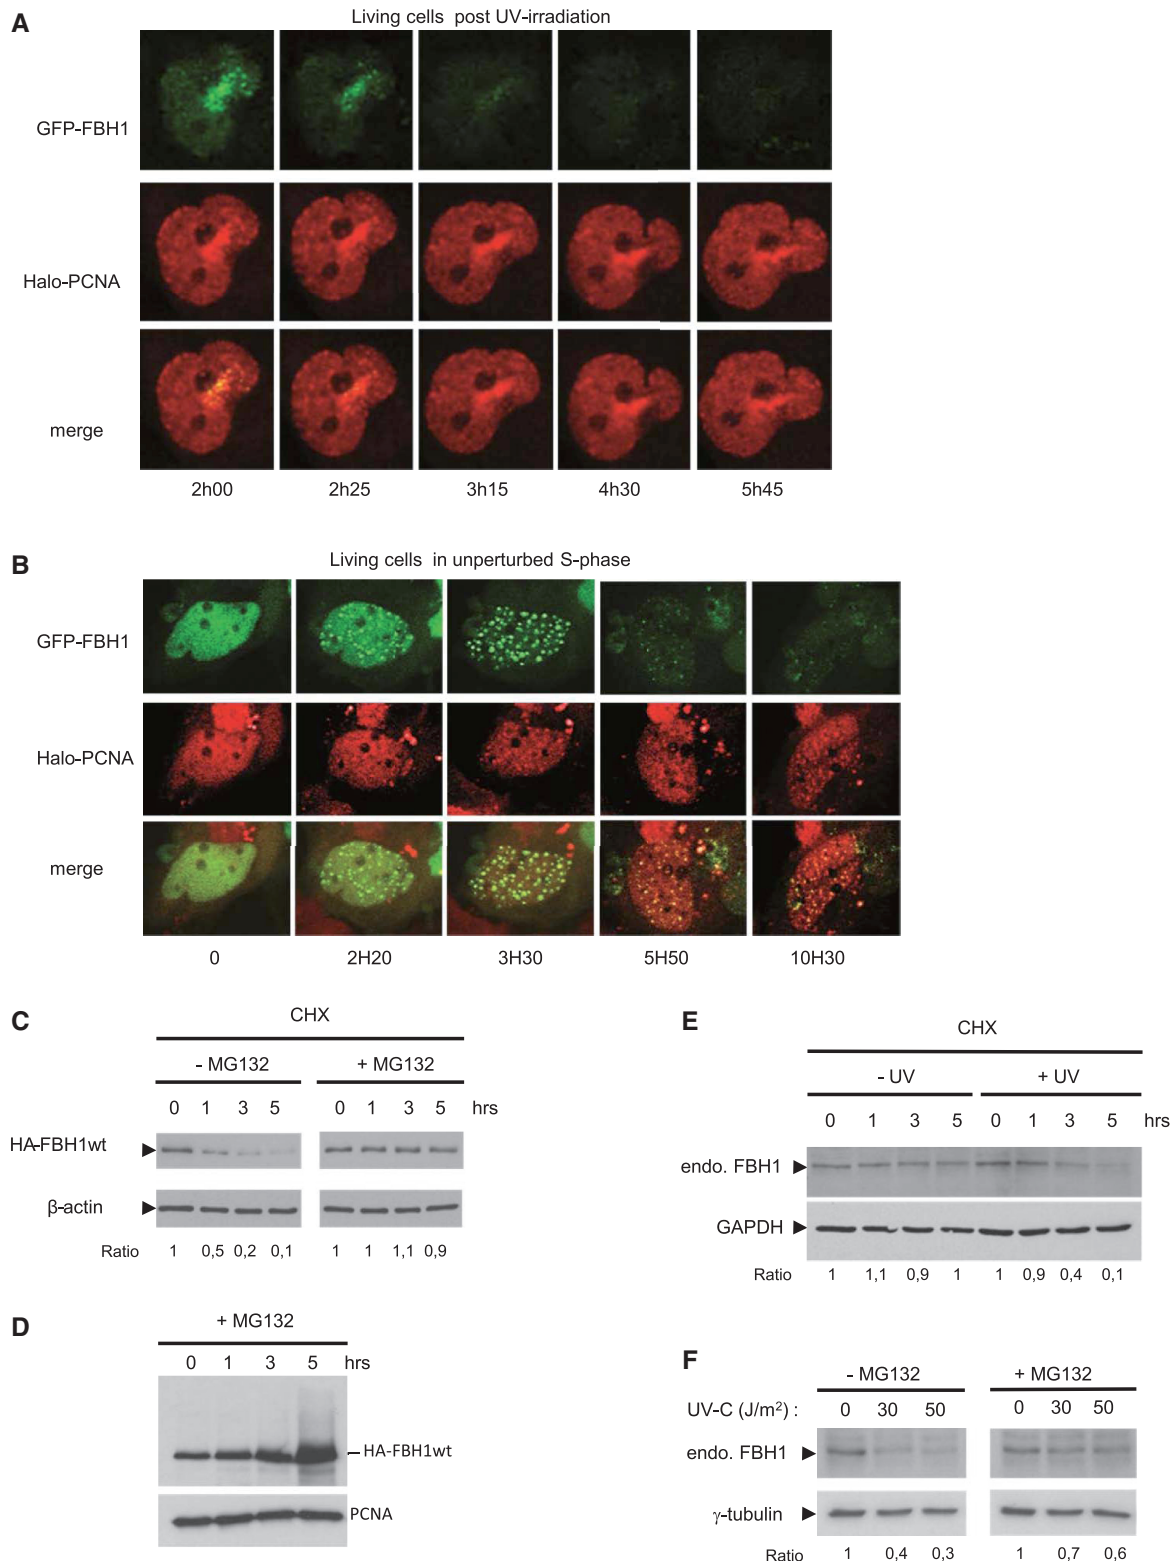 A
Living cells post UV-irradiation
GFP-FBH1
Halo-PCNA
merge
2h00 2h25 3h15 4h30 5h45
B
Living cells in unperturbed S-phase
GFP-FBH1
Halo-PCNA
merge
0 2H20 3H30 5H50 10H30
C
CHX
- MG132 + MG132
0 1 3 5 0 1 3 5 hrs
HA-FBH1wt
β-actin
Ratio 1 0,5 0,2 0,1 1 1 1,1 0,9
D
+ MG132
0 1 3 5 hrs
HA-FBH1wt
PCNA
E
CHX
- UV + UV
0 1 3 5 0 1 3 5 hrs
endo. FBH1
GAPDH
Ratio 1 1,1 0,9 1 1 0,9 0,4 0,1
F
- MG132 + MG132
UV-C (J/m²) : 0 30 50 0 30 50
endo. FBH1
γ-tubulin
Ratio 1 0,4 0,3 1 0,7 0,6